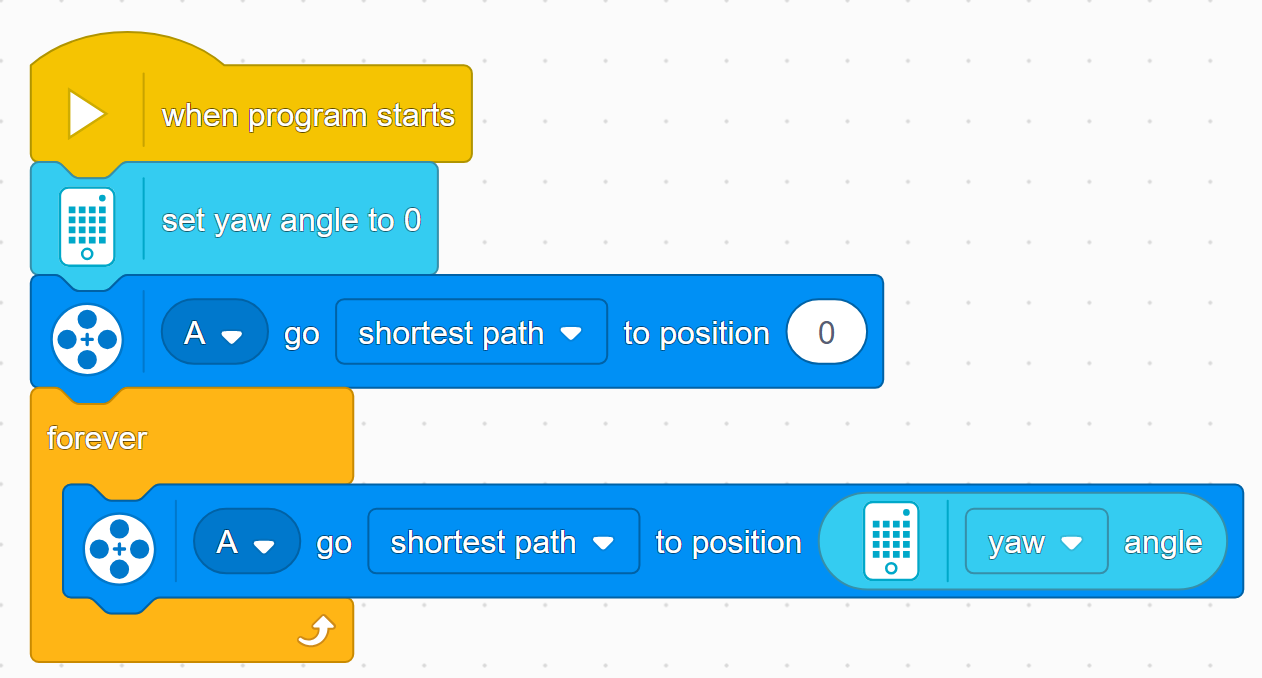 when program starts
set yaw angle to 0
A go shortest path to position 0
forever
A go shortest path to position yaw angle